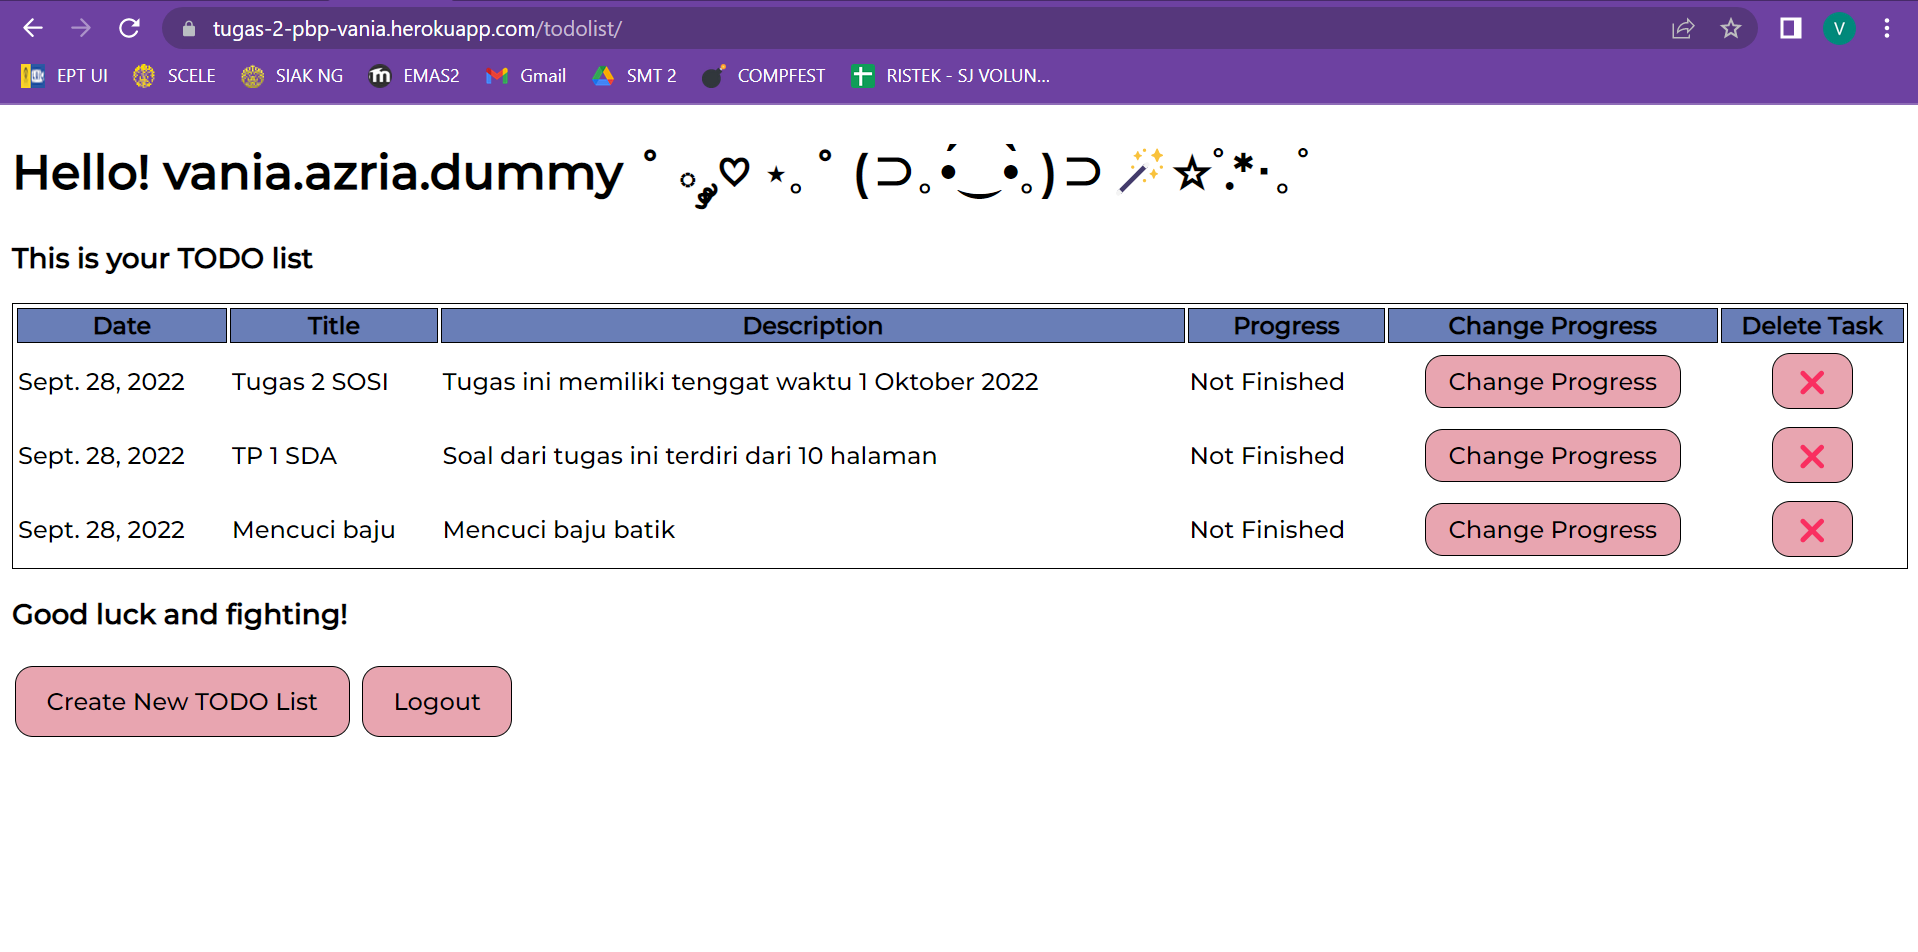 tugas-2-pbp-vania.herokuapp.com/todolist/
V
EPT UI SCELE SIAK NG EMAS2 Gmail SMT 2 COMPFEST RISTEK - SJ VOLUN...
Hello! vania.azria.dummy ˚ ༘♡ ⋆｡˚ (⊃｡•́‿•̀｡)⊃ 🪄☆ﾟ.*･｡ﾟ
This is your TODO list
Date Title Description Progress Change Progress Delete Task
Sept. 28, 2022 Tugas 2 SOSI Tugas ini memiliki tenggat waktu 1 Oktober 2022 Not Finished Change Progress ❌
Sept. 28, 2022 TP 1 SDA Soal dari tugas ini terdiri dari 10 halaman Not Finished Change Progress ❌
Sept. 28, 2022 Mencuci baju Mencuci baju batik Not Finished Change Progress ❌
Good luck and fighting!
Create New TODO List Logout